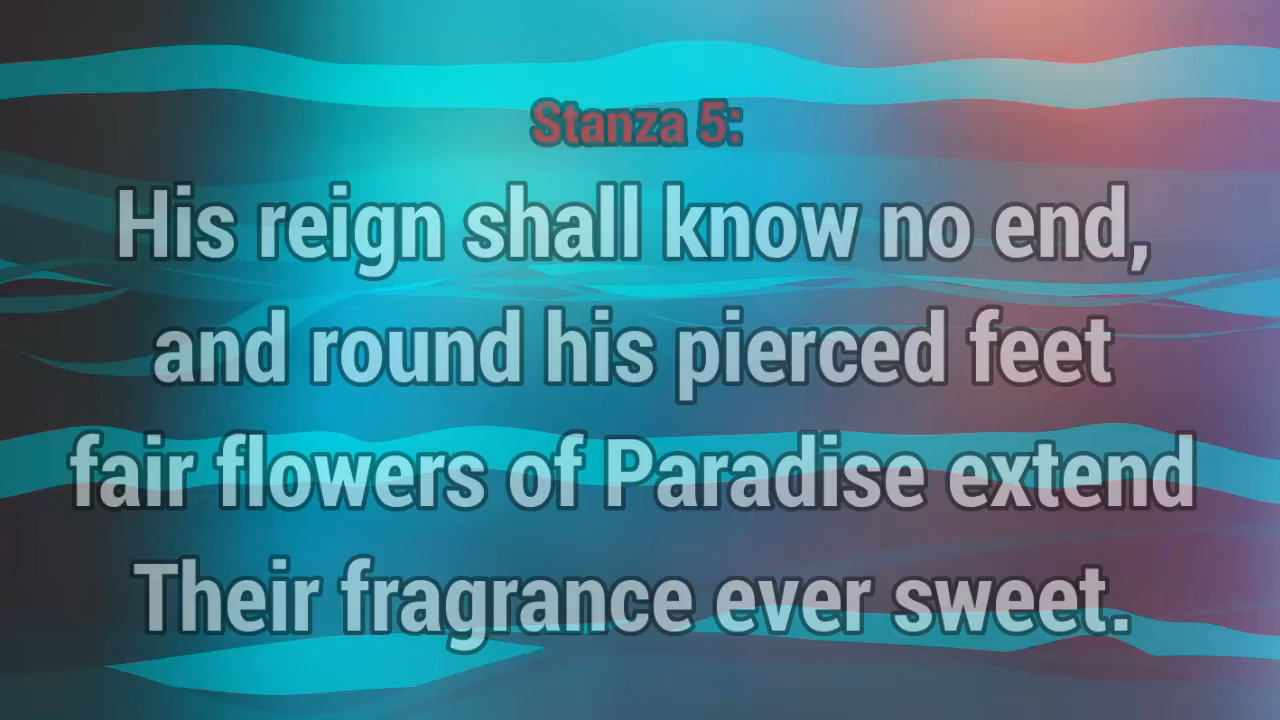 Stanza 5:
His reign shall know no end,
and round his pierced feet
fair flowers of Paradise extend
Their fragrance ever sweet.